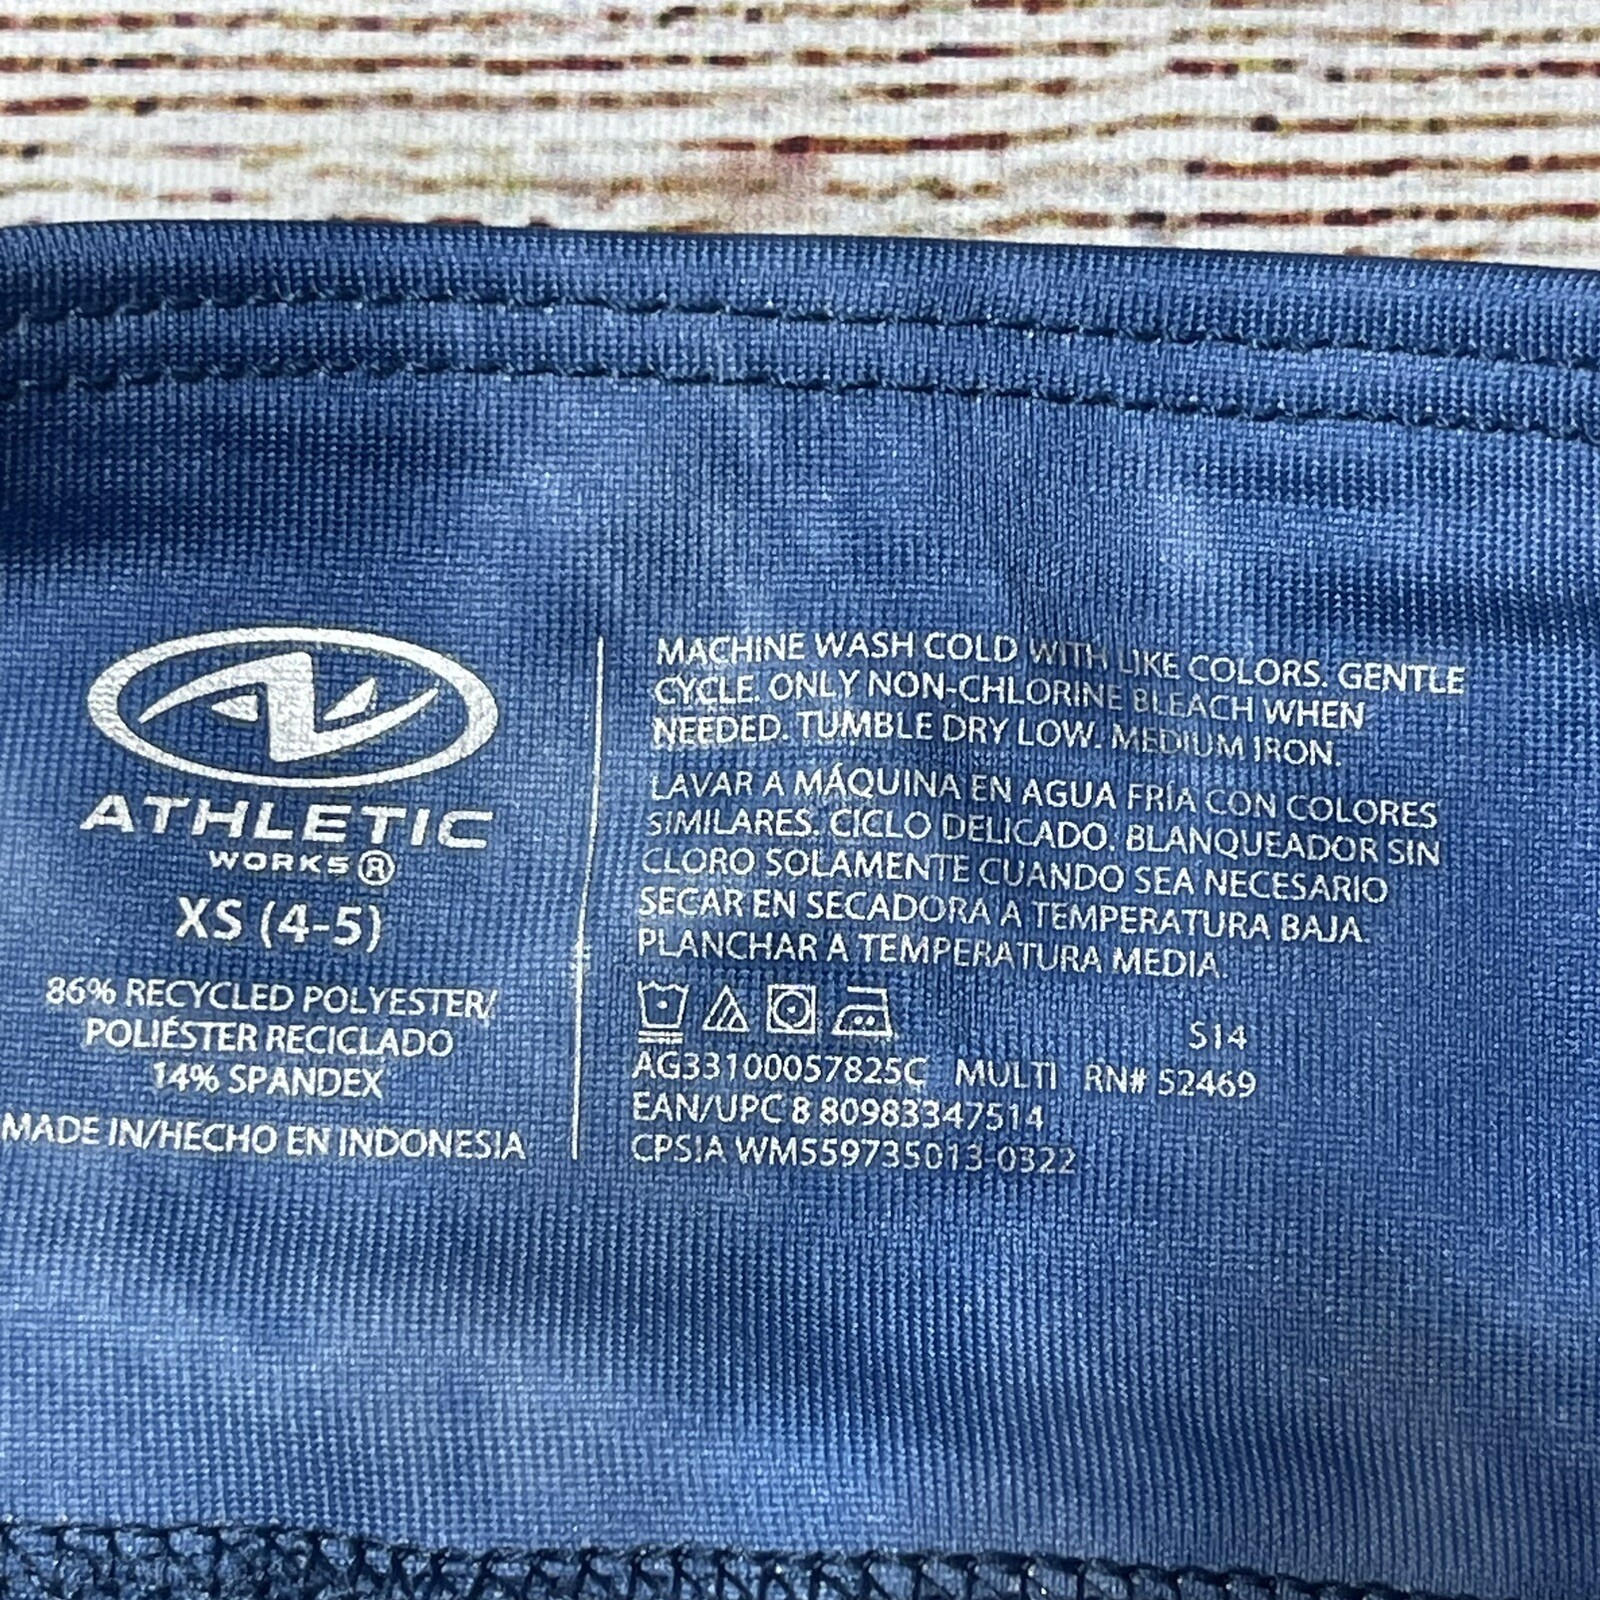 ATHLETIC
WORKS®
XS (4-5)
86% RECYCLED POLYESTER/
POLIÉSTER RECICLADO
14% SPANDEX
MADE IN/HECHO EN INDONESIA
MACHINE WASH COLD WITH LIKE COLORS. GENTLE
CYCLE. ONLY NON-CHLORINE BLEACH WHEN
NEEDED. TUMBLE DRY LOW. MEDIUM IRON.
LAVAR A MÁQUINA EN AGUA FRÍA CON COLORES
SIMILARES. CICLO DELICADO. BLANQUEADOR SIN
CLORO SOLAMENTE CUANDO SEA NECESARIO
SECAR EN SECADORA A TEMPERATURA BAJA.
PLANCHAR A TEMPERATURA MEDIA.
S14
AG33100057825C MULTI RN# 52469
EAN/UPC 8 80983347514
CPSIA WM559735013-0322